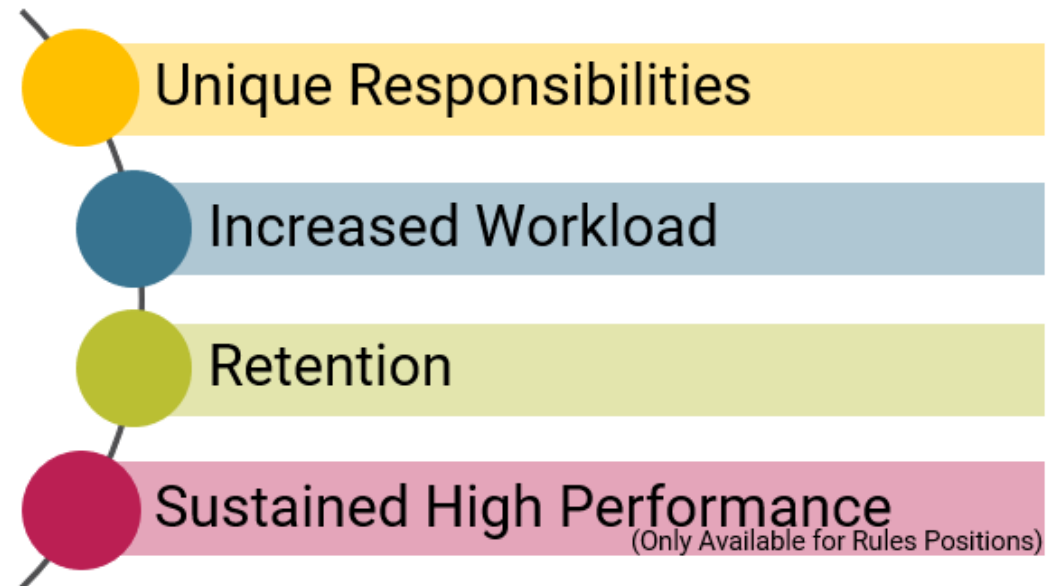 Unique Responsibilities
Increased Workload
Retention
Sustained High Performance
(Only Available for Rules Positions)